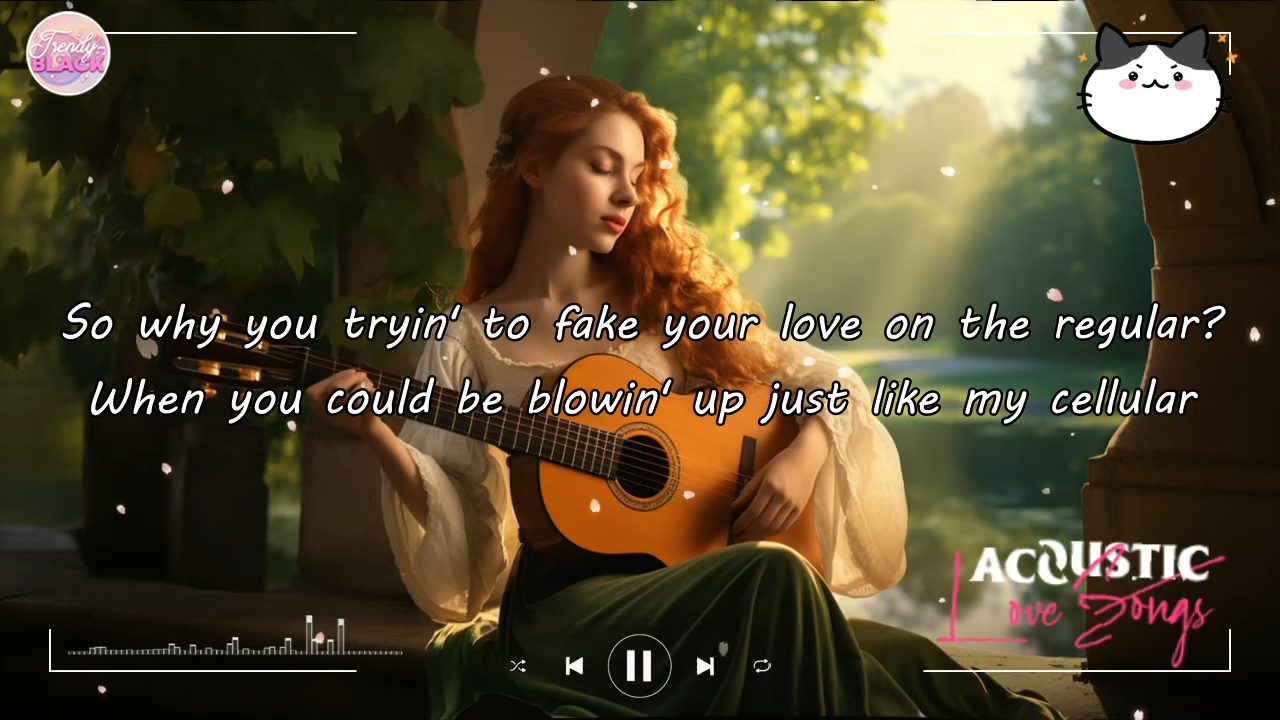 Trendy
BLACK
So why you tryin' to fake your love on the regular?
When you could be blowin' up just like my cellular
ACOUSTIC
Love Songs